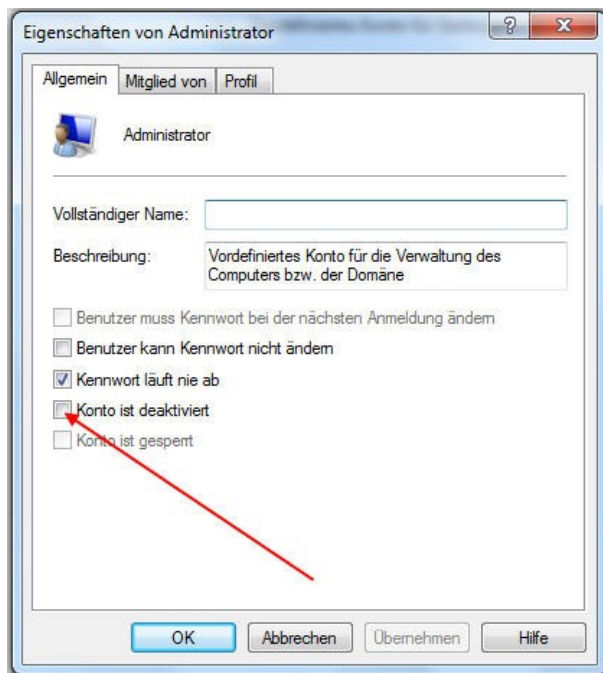 Eigenschaften von Administrator
Allgemein Mitglied von Profil
Administrator
Vollständiger Name:
Beschreibung: Vordefiniertes Konto für die Verwaltung des
Computers bzw. der Domäne
Benutzer muss Kennwort bei der nächsten Anmeldung ändern
Benutzer kann Kennwort nicht ändern
Kennwort läuft nie ab
Konto ist deaktiviert
Konto ist gesperrt
OK Abbrechen Übernehmen Hilfe